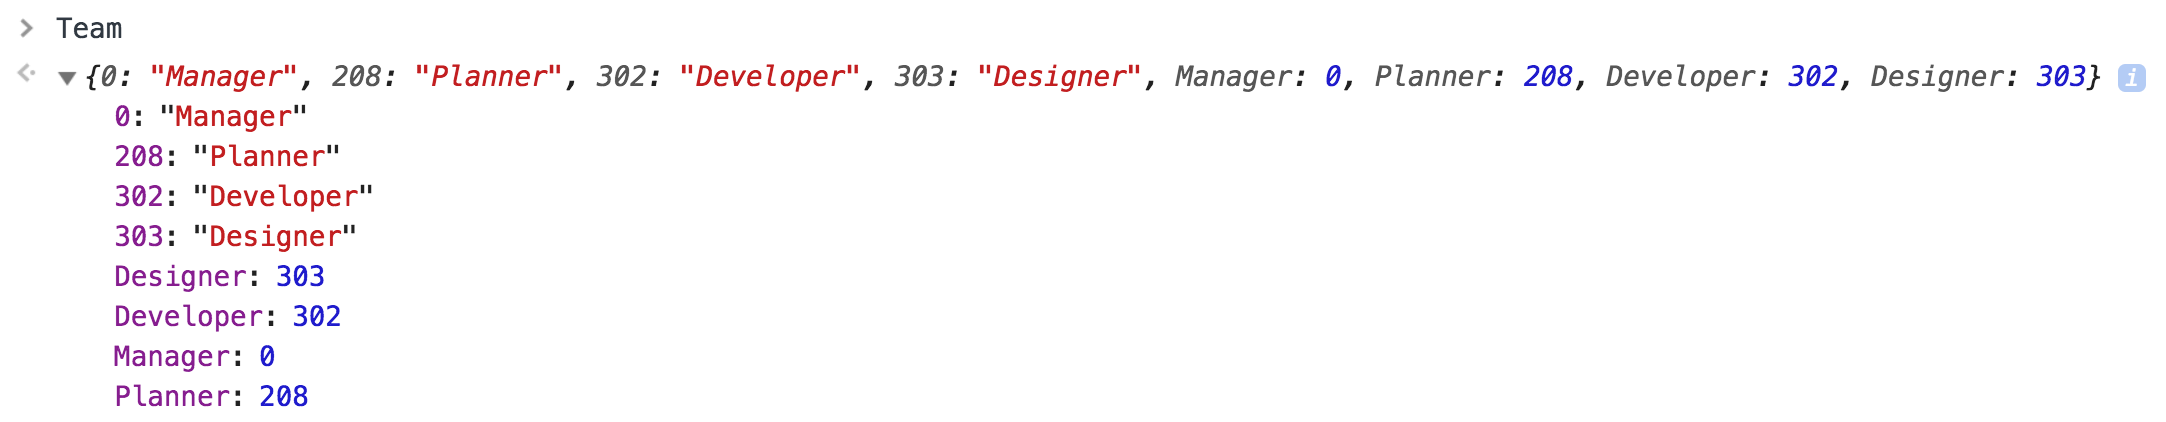 > Team
{0: "Manager", 208: "Planner", 302: "Developer", 303: "Designer", Manager: 0, Planner: 208, Developer: 302, Designer: 303} i
0: "Manager"
208: "Planner"
302: "Developer"
303: "Designer"
Designer: 303
Developer: 302
Manager: 0
Planner: 208